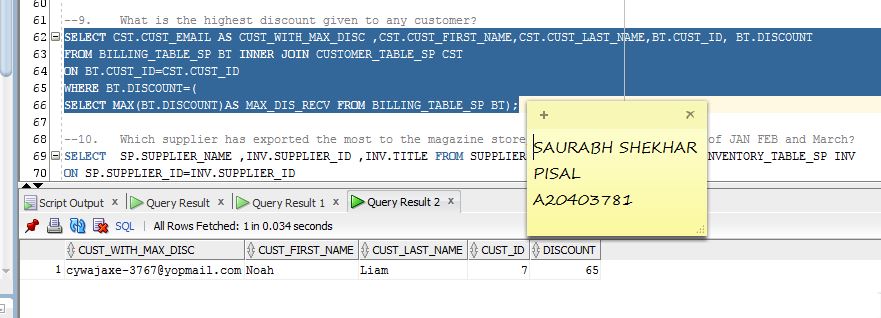 60
61 --9. What is the highest discount given to any customer?
62 SELECT CST.CUST_EMAIL AS CUST_WITH_MAX_DISC ,CST.CUST_FIRST_NAME,CST.CUST_LAST_NAME,BT.CUST_ID, BT.DISCOUNT
63 FROM BILLING_TABLE_SP BT INNER JOIN CUSTOMER_TABLE_SP CST
64 ON BT.CUST_ID=CST.CUST_ID
65 WHERE BT.DISCOUNT=(
66 SELECT MAX(BT.DISCOUNT)AS MAX_DIS_RECV FROM BILLING_TABLE_SP BT);
67
68 --10. Which supplier has exported the most to the magazine store of JAN FEB and March?
69 SELECT SP.SUPPLIER_NAME ,INV.SUPPLIER_ID ,INV.TITLE FROM SUPPLIER NVENTORY_TABLE_SP INV
70 ON SP.SUPPLIER_ID=INV.SUPPLIER_ID
+ ×
SAURABH SHEKHAR
PISAL
A20403781
Script Output × Query Result × Query Result 1 × Query Result 2 ×
SQL | All Rows Fetched: 1 in 0.034 seconds
CUST_WITH_MAX_DISC CUST_FIRST_NAME CUST_LAST_NAME CUST_ID DISCOUNT
1 cywajaxe-3767@yopmail.com Noah Liam 7 65